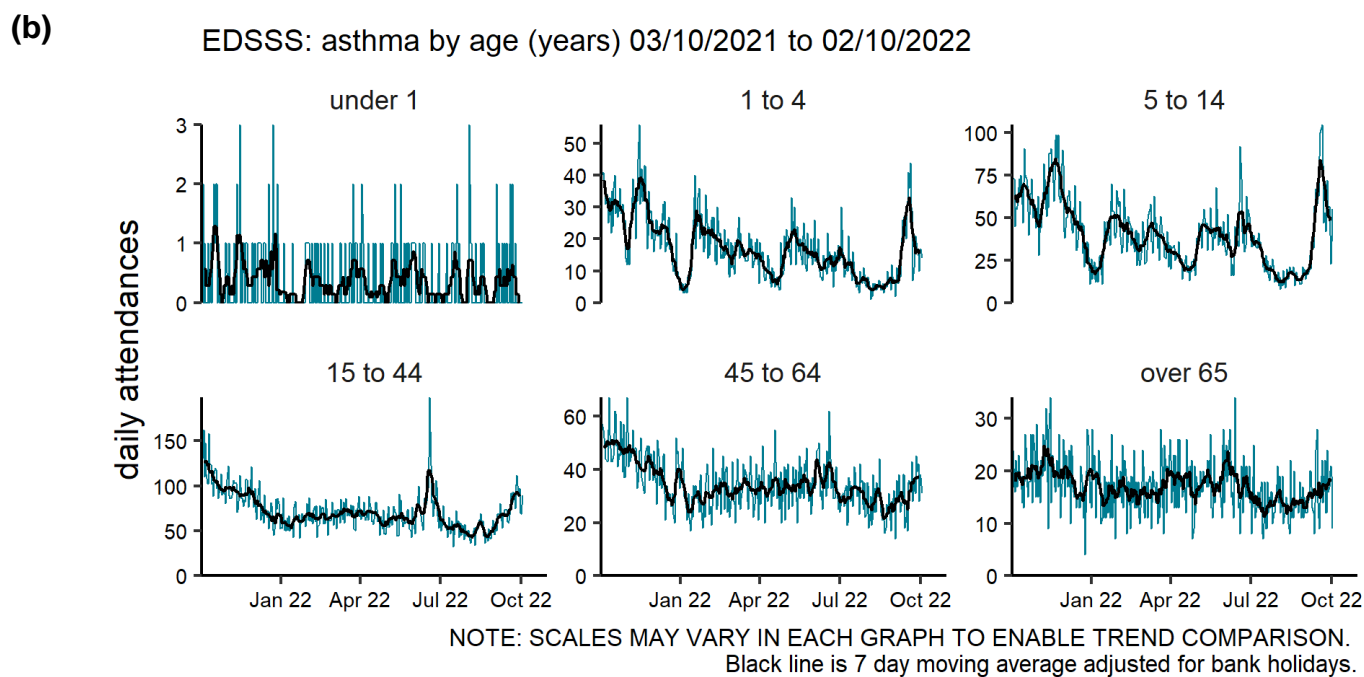 (b)
EDSSS: asthma by age (years) 03/10/2021 to 02/10/2022
daily attendances
under 1
3
2
1
0
1 to 4
50
40
30
20
10
0
5 to 14
100
75
50
25
0
15 to 44
150
100
50
0
Jan 22 Apr 22 Jul 22 Oct 22
45 to 64
60
40
20
0
Jan 22 Apr 22 Jul 22 Oct 22
over 65
30
20
10
0
Jan 22 Apr 22 Jul 22 Oct 22
NOTE: SCALES MAY VARY IN EACH GRAPH TO ENABLE TREND COMPARISON.
Black line is 7 day moving average adjusted for bank holidays.